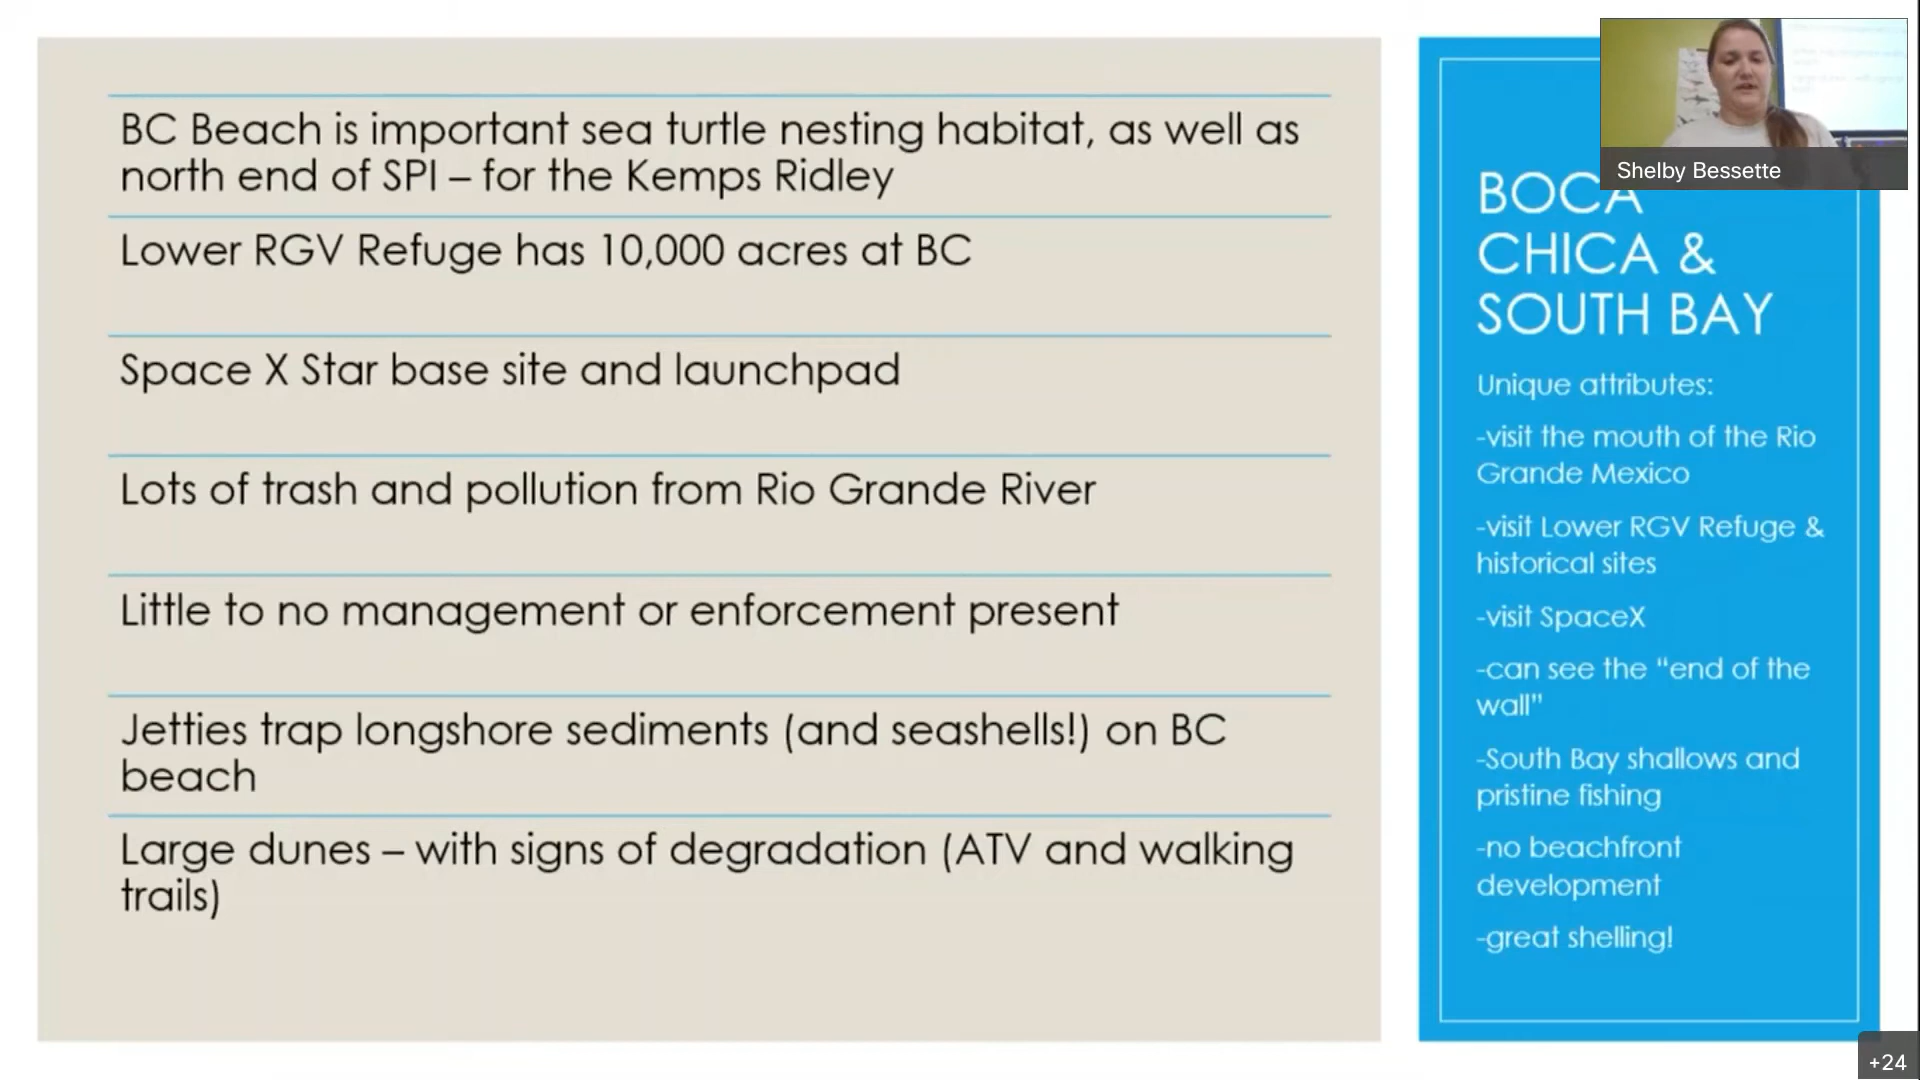 BC Beach is important sea turtle nesting habitat, as well as
north end of SPI – for the Kemps Ridley
Lower RGV Refuge has 10,000 acres at BC
Space X Star base site and launchpad
Lots of trash and pollution from Rio Grande River
Little to no management or enforcement present
Jetties trap longshore sediments (and seashells!) on BC
beach
Large dunes – with signs of degradation (ATV and walking
trails)
Shelby Bessette
BOCA
CHICA &
SOUTH BAY
Unique attributes:
-visit the mouth of the Rio
Grande Mexico
-visit Lower RGV Refuge &
historical sites
-visit SpaceX
-can see the “end of the
wall”
-South Bay shallows and
pristine fishing
-no beachfront
development
-great shelling!
+24